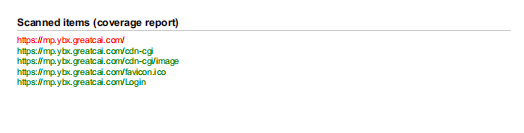 Scanned items (coverage report)
https://mp.ybx.greatcai.com/
https://mp.ybx.greatcai.com/cdn-cgi
https://mp.ybx.greatcai.com/cdn-cgi/image
https://mp.ybx.greatcai.com/favicon.ico
https://mp.ybx.greatcai.com/Login